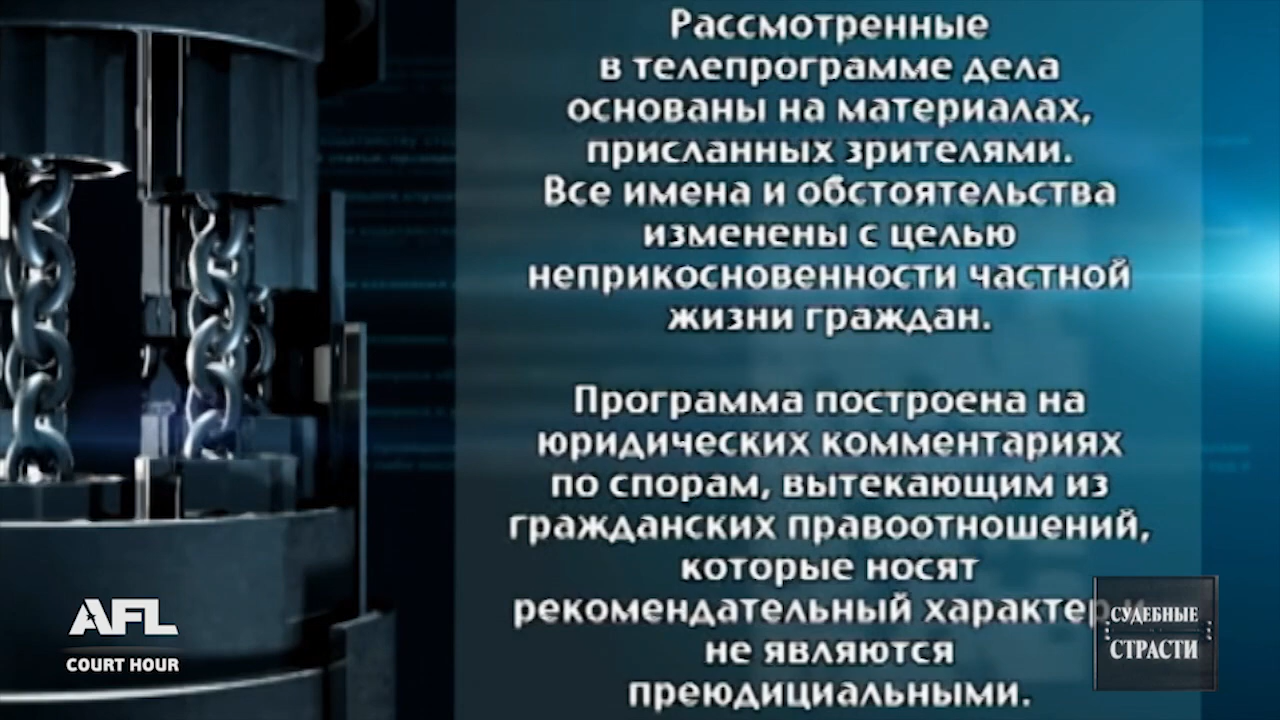 Рассмотренные
в телепрограмме дела
основаны на материалах,
присланных зрителями.
Все имена и обстоятельства
изменены с целью
неприкосновенности частной
жизни граждан.
Программа построена на
юридических комментариях
по спорам, вытекающим из
гражданских правоотношений,
которые носят
рекомендательный характер и
не являются
преюдициальными.
AFL
COURT HOUR
СУДЕБНЫЕ
СТРАСТИ